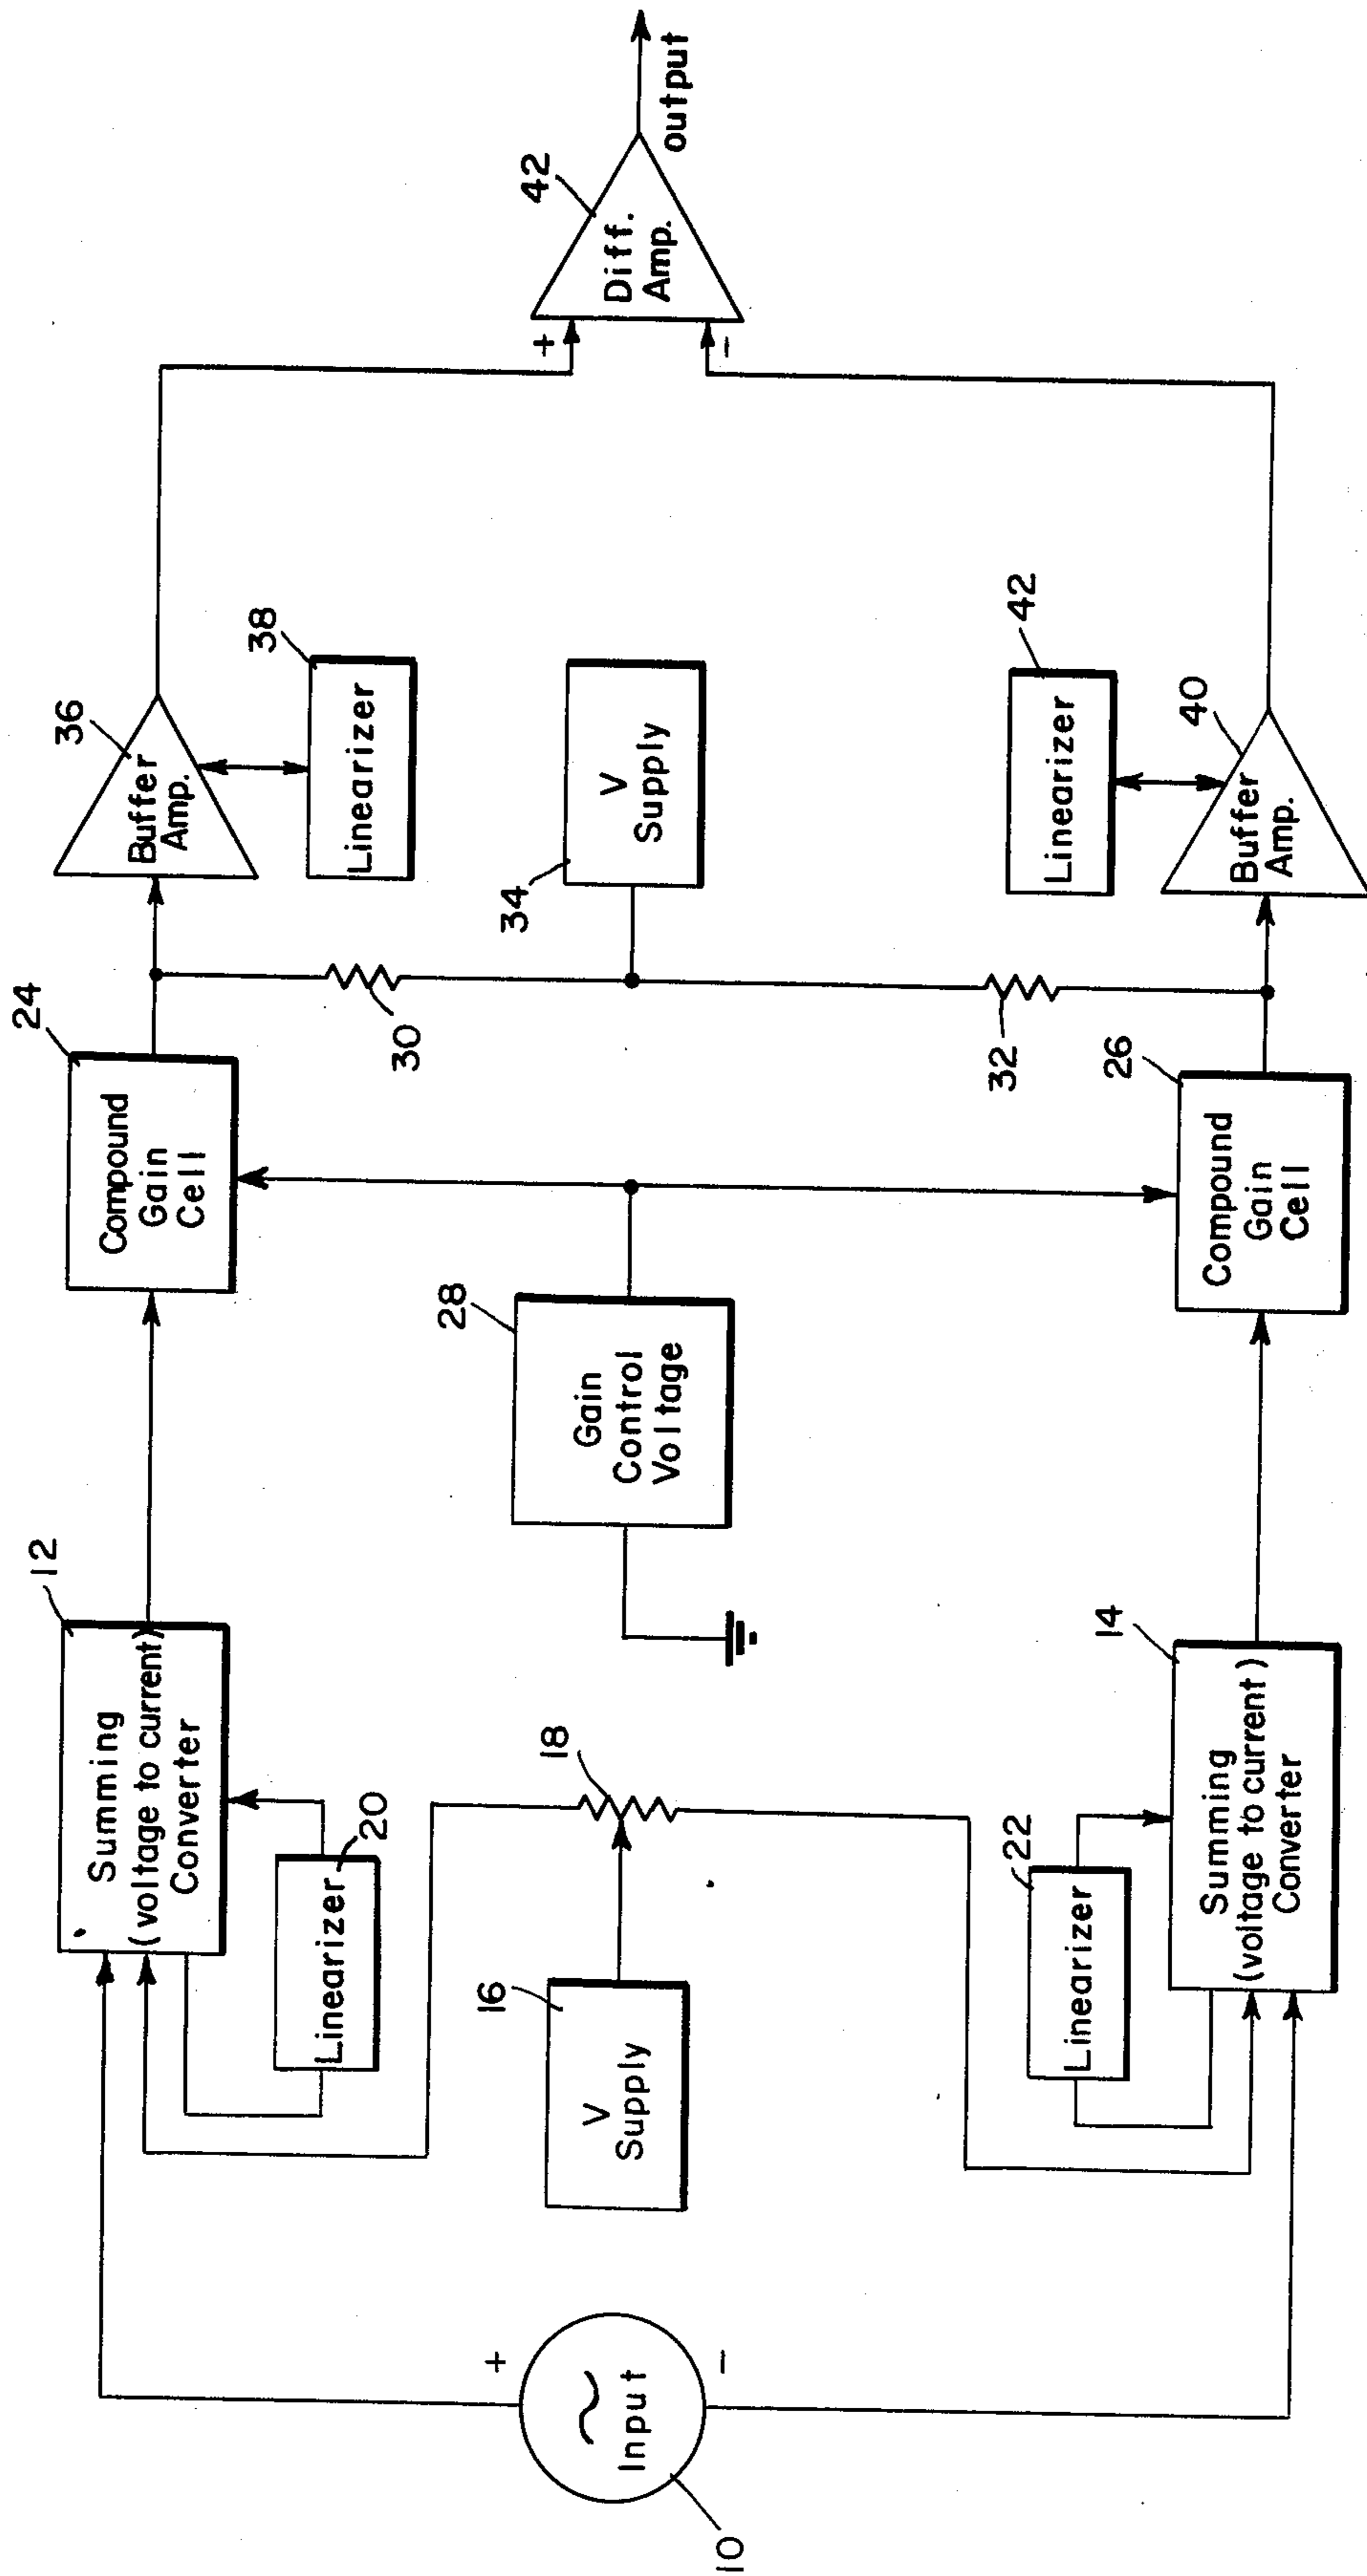 10
+
~
Input
-
12
Summing
(voltage to current)
Converter
20
Linearizer
16
V
Supply
18
22
Linearizer
14
Summing
(voltage to current)
Converter
28
Gain
Control
Voltage
24
Compound
Gain
Cell
26
Compound
Gain
Cell
30
32
34
V
Supply
36
Buffer
Amp.
38
Linearizer
42
Linearizer
40
Buffer
Amp.
+
-
42
Diff.
Amp.
output